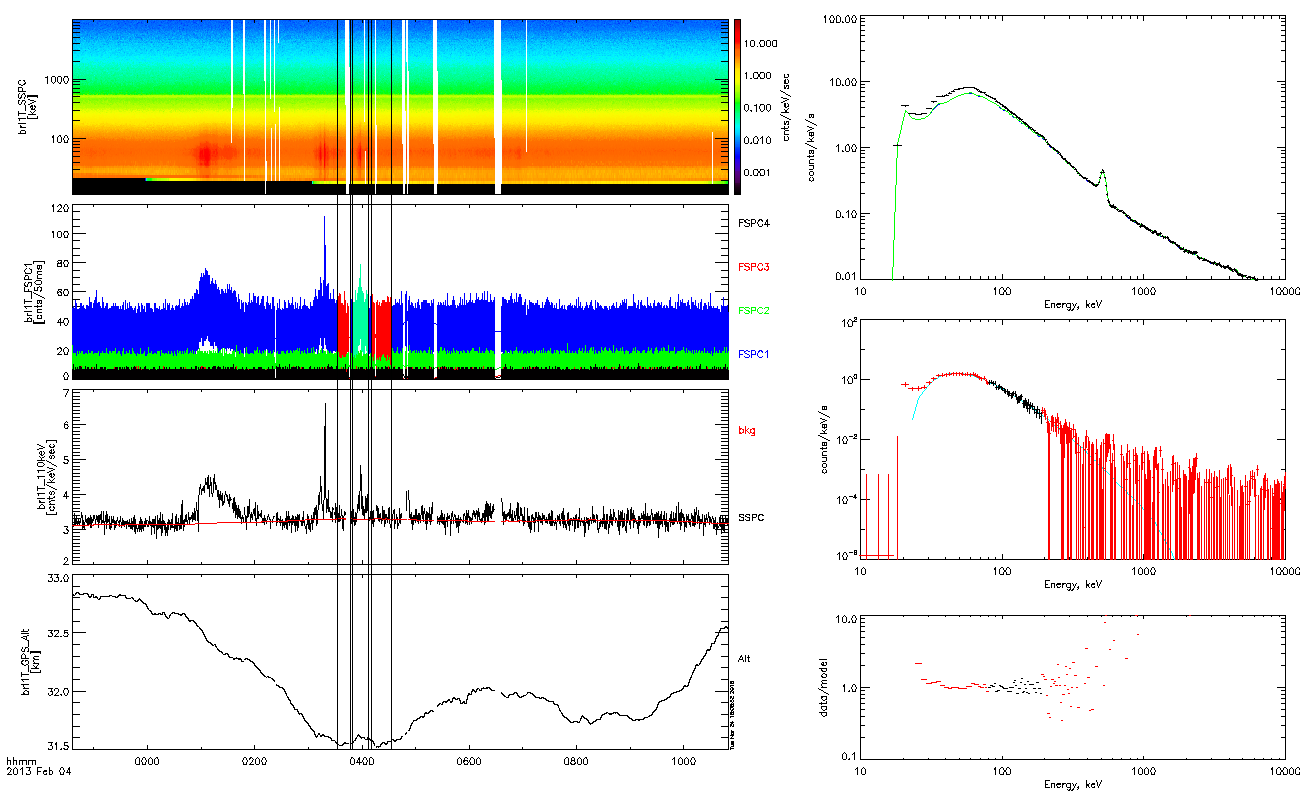 brl1T_SSPC
[keV]
1000
100
10.000
1.000
0.100
0.010
0.001
cnts/keV/sec
brl1T_FSPC1
[cnts/50ms]
120
100
80
60
40
20
0
FSPC4
FSPC3
FSPC2
FSPC1
brl1T_110keV
[cnts/keV/sec]
7
6
5
4
3
2
bkg
SSPC
brl1T_GPS_Alt
[km]
33.0
32.5
32.0
31.5
Alt
hhmm
2013 Feb 04
0000
0200
0400
0600
0800
1000
counts/keV/s
100.00
10.00
1.00
0.10
0.01
10
100
1000
10000
Energy, keV
counts/keV/s
10²
10⁰
10⁻²
10⁻⁴
10⁻⁶
10
100
1000
10000
Energy, keV
data/model
10.0
1.0
0.1
10
100
1000
10000
Energy, keV